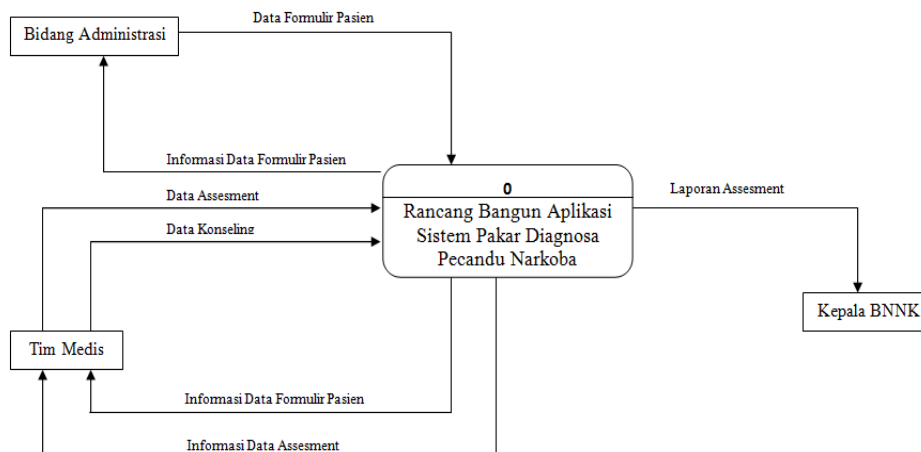 Data Formulir Pasien
Bidang Administrasi
Informasi Data Formulir Pasien
0
Rancang Bangun Aplikasi
Sistem Pakar Diagnosa
Pecandu Narkoba
Laporan Assesment
Data Assesment
Data Konseling
Kepala BNNK
Tim Medis
Informasi Data Formulir Pasien
Informasi Data Assesment